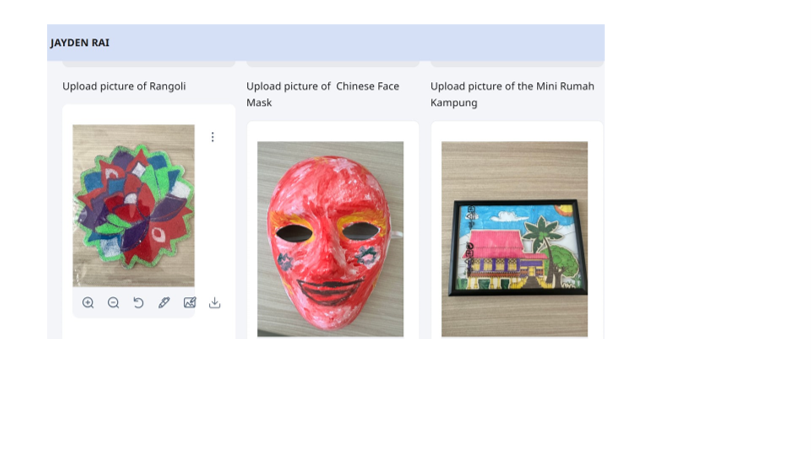 JAYDEN RAI
Upload picture of Rangoli
Upload picture of  Chinese Face
Mask
Upload picture of the Mini Rumah
Kampung